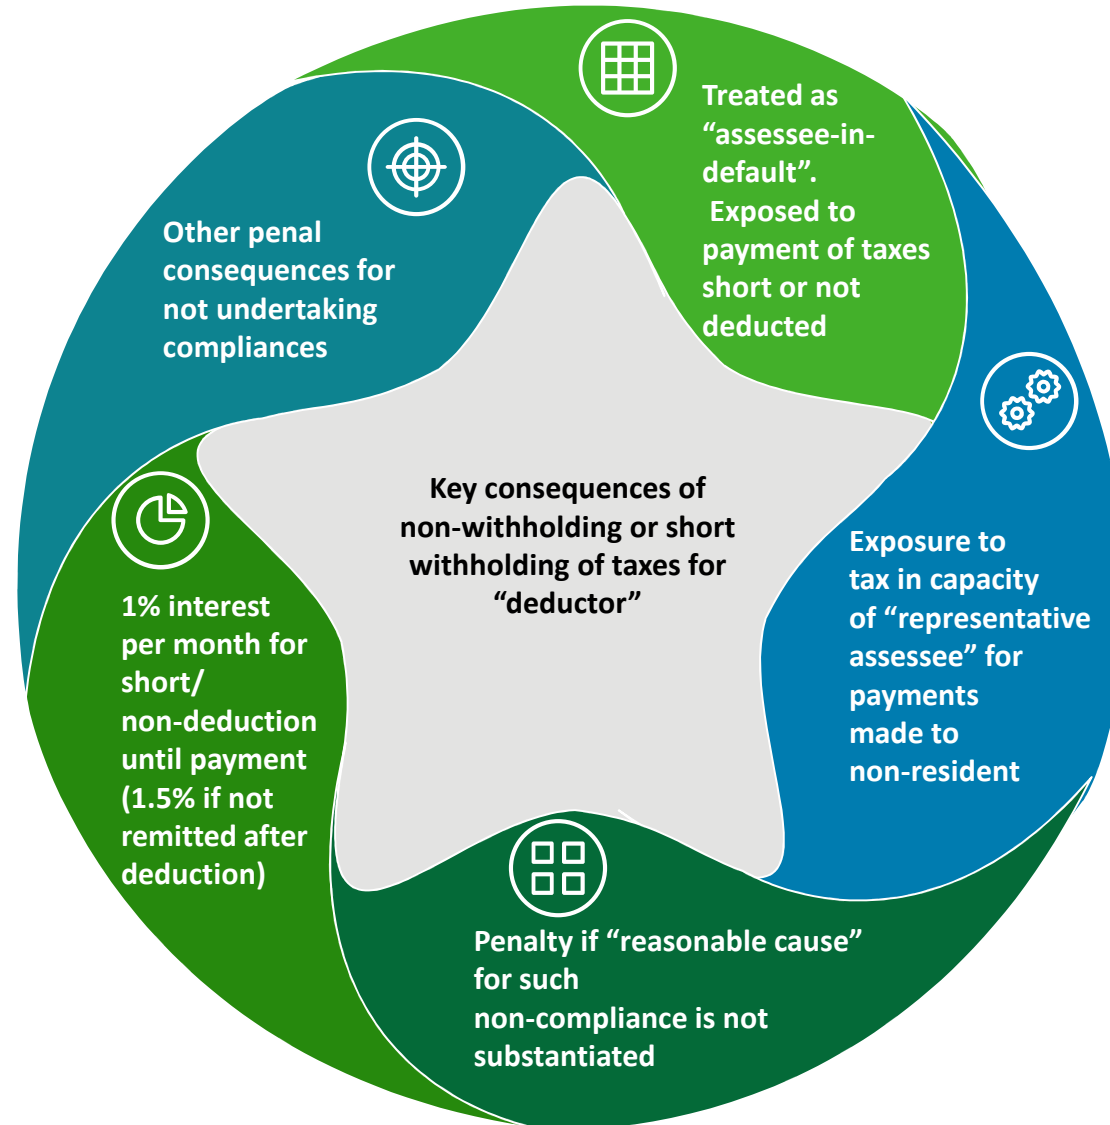 Treated as
“assessee-in-
default”.
Exposed to
payment of taxes
short or not
deducted
Other penal
consequences for
not undertaking
compliances
Key consequences of
non-withholding or short
withholding of taxes for
“deductor”
Exposure to
tax in capacity
of “representative
assessee” for
payments
made to
non-resident
1% interest
per month for
short/
non-deduction
until payment
(1.5% if not
remitted after
deduction)
Penalty if “reasonable cause”
for such
non-compliance is not
substantiated